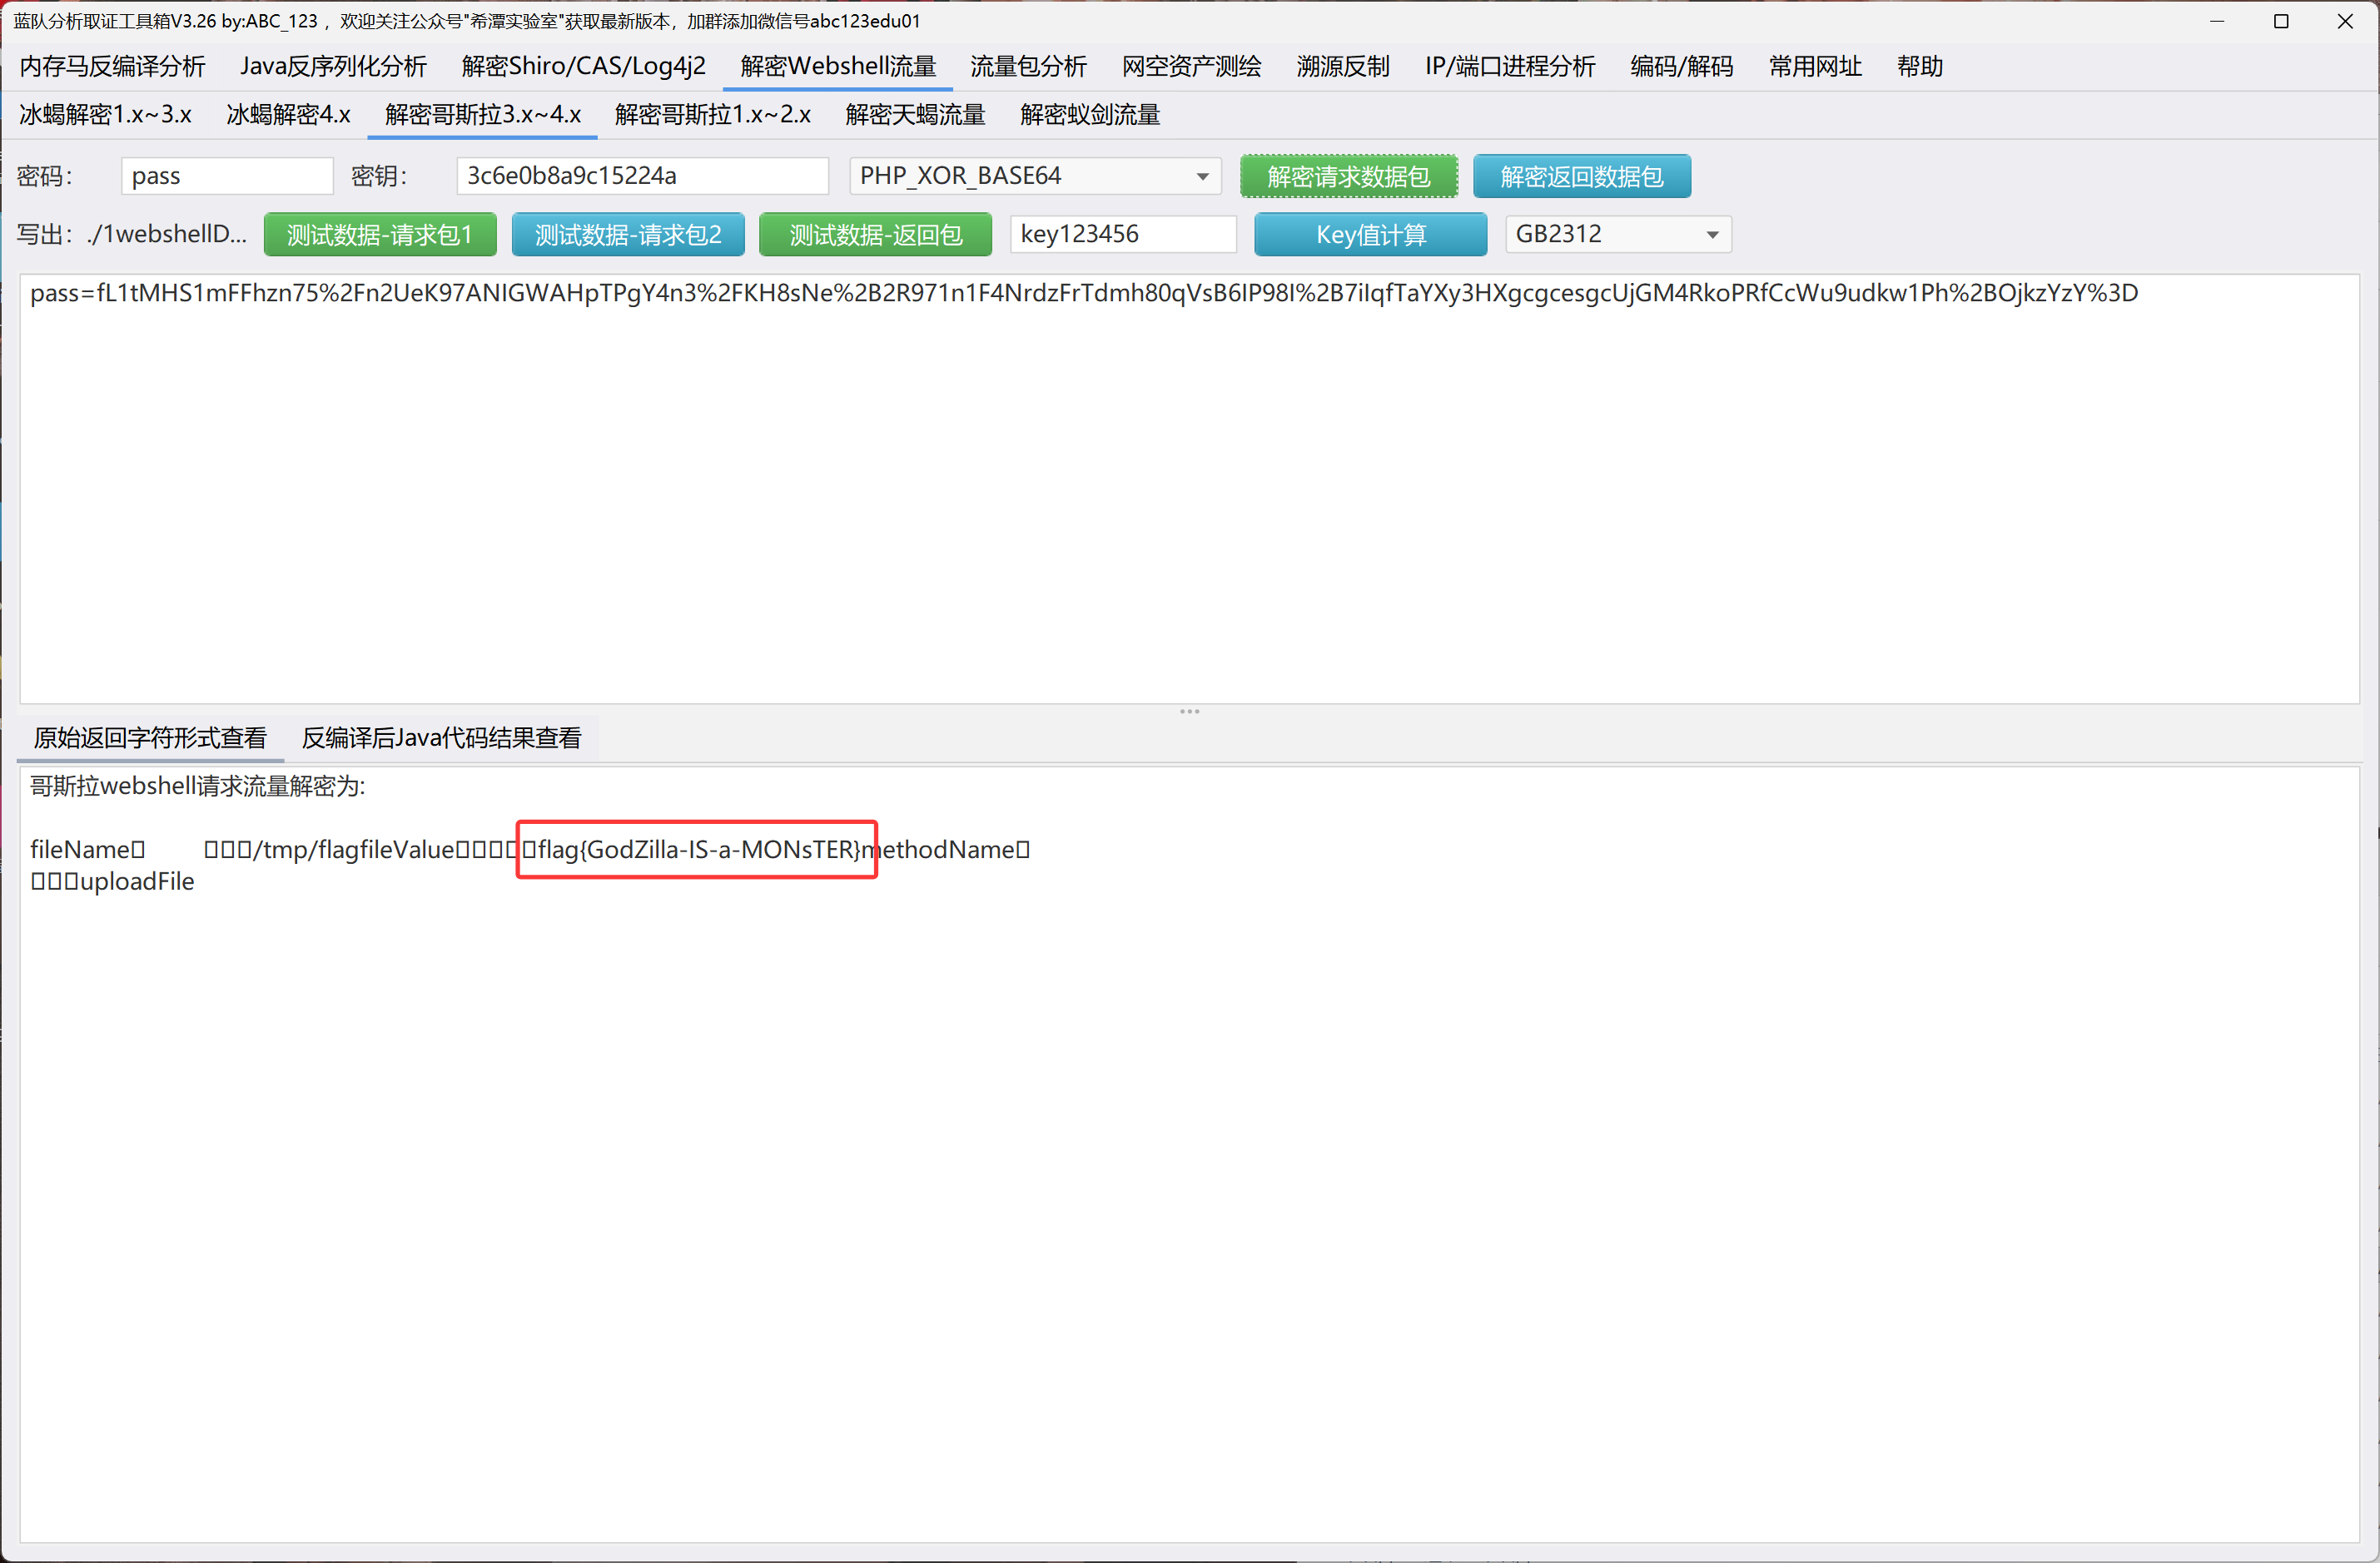 蓝队分析取证工具箱V3.26 by:ABC_123 ，欢迎关注公众号"希潭实验室"获取最新版本，加群添加微信号abc123edu01
内存马反编译分析 Java反序列化分析 解密Shiro/CAS/Log4j2 解密Webshell流量 流量包分析 网空资产测绘 溯源反制 IP/端口进程分析 编码/解码 常用网址 帮助
冰蝎解密1.x~3.x 冰蝎解密4.x 解密哥斯拉3.x~4.x 解密哥斯拉1.x~2.x 解密天蝎流量 解密蚁剑流量
密码： pass 密钥： 3c6e0b8a9c15224a PHP_XOR_BASE64 解密请求数据包 解密返回数据包
写出：./1webshellD... 测试数据-请求包1 测试数据-请求包2 测试数据-返回包 key123456 Key值计算 GB2312
pass=fL1tMHS1mFFhzn75%2Fn2UeK97ANIGWAHpTPgY4n3%2FKH8sNe%2B2R971n1F4NrdzFrTdmh80qVsB6IP98I%2B7iIqfTaYXy3HXgcgcesgcUjGM4RkoPRfCcWu9udkw1Ph%2BOjkzYzY%3D
原始返回字符形式查看 反编译后Java代码结果查看
哥斯拉webshell请求流量解密为:
fileName□ □□□/tmp/flagfileValue□□□□□flag{GodZilla-IS-a-MONsTER}methodName□
□□□uploadFile